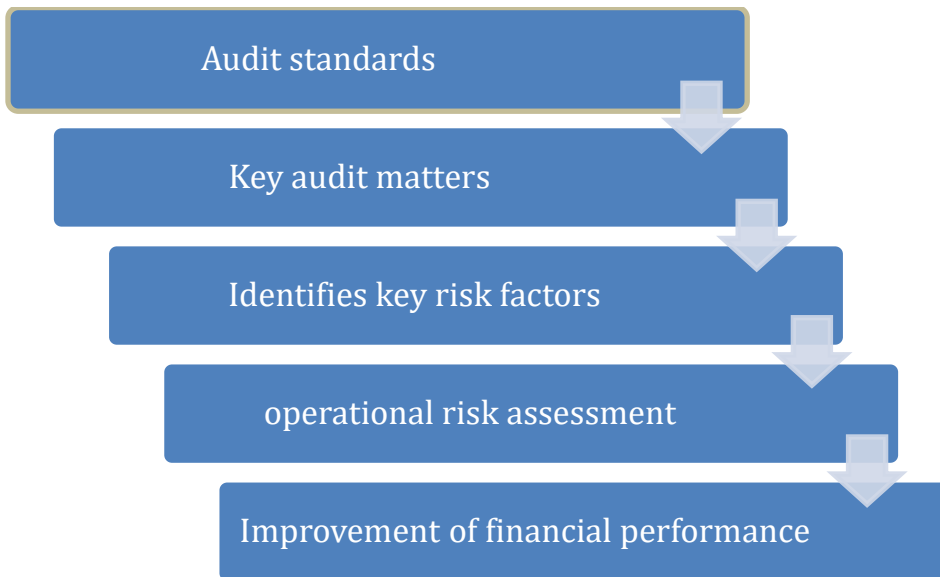 Audit standards
Key audit matters
Identifies key risk factors
operational risk assessment
Improvement of financial performance